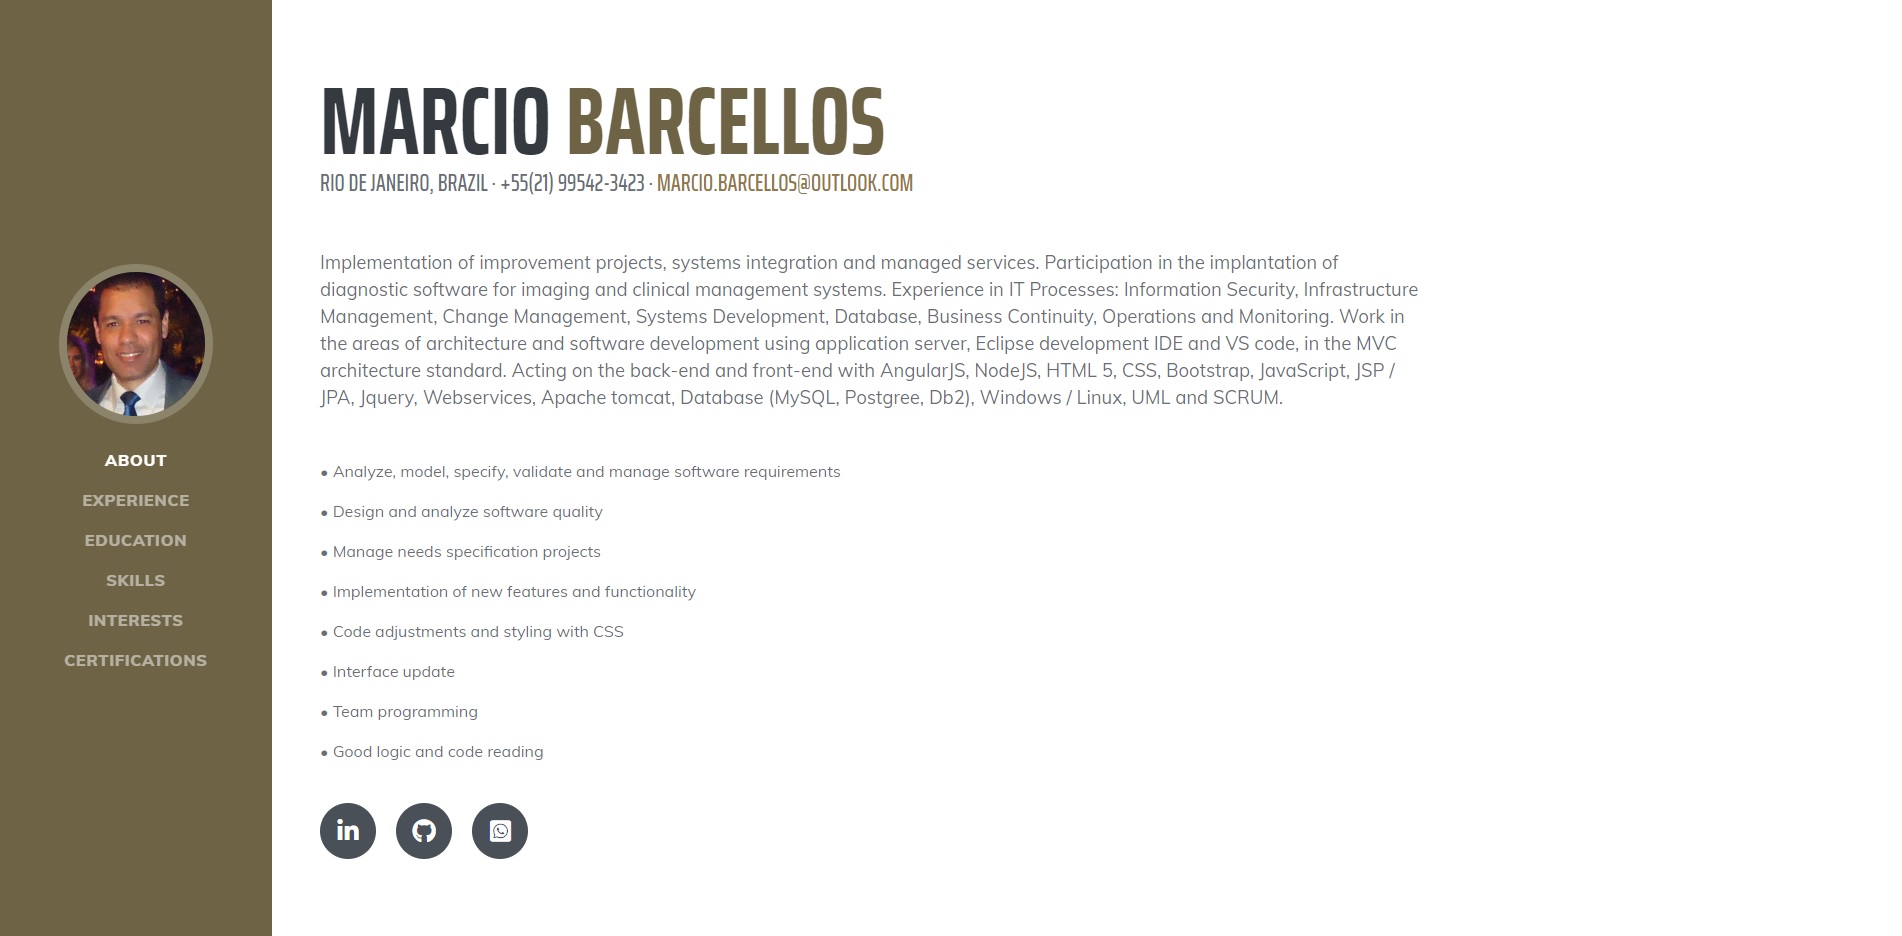 MARCIO BARCELLOS
RIO DE JANEIRO, BRAZIL · +55(21) 99542-3423 · MARCIO.BARCELLOS@OUTLOOK.COM
Implementation of improvement projects, systems integration and managed services. Participation in the implantation of
diagnostic software for imaging and clinical management systems. Experience in IT Processes: Information Security, Infrastructure
Management, Change Management, Systems Development, Database, Business Continuity, Operations and Monitoring. Work in
the areas of architecture and software development using application server, Eclipse development IDE and VS code, in the MVC
architecture standard. Acting on the back-end and front-end with AngularJS, NodeJS, HTML 5, CSS, Bootstrap, JavaScript, JSP /
JPA, Jquery, Webservices, Apache tomcat, Database (MySQL, Postgree, Db2), Windows / Linux, UML and SCRUM.
ABOUT
EXPERIENCE
EDUCATION
SKILLS
INTERESTS
CERTIFICATIONS
• Analyze, model, specify, validate and manage software requirements
• Design and analyze software quality
• Manage needs specification projects
• Implementation of new features and functionality
• Code adjustments and styling with CSS
• Interface update
• Team programming
• Good logic and code reading
in